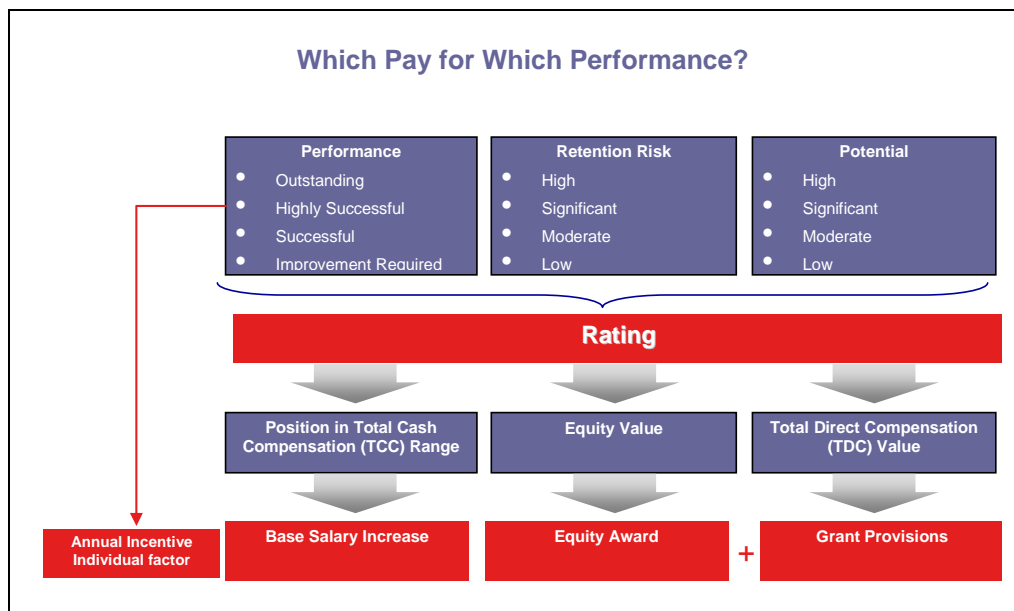 Which Pay for Which Performance?
Performance
• Outstanding
• Highly Successful
• Successful
• Improvement Required
Retention Risk
• High
• Significant
• Moderate
• Low
Potential
• High
• Significant
• Moderate
• Low
Rating
Position in Total Cash
Compensation (TCC) Range
Equity Value
Total Direct Compensation
(TDC) Value
Annual Incentive
Individual factor
Base Salary Increase
Equity Award
+
Grant Provisions